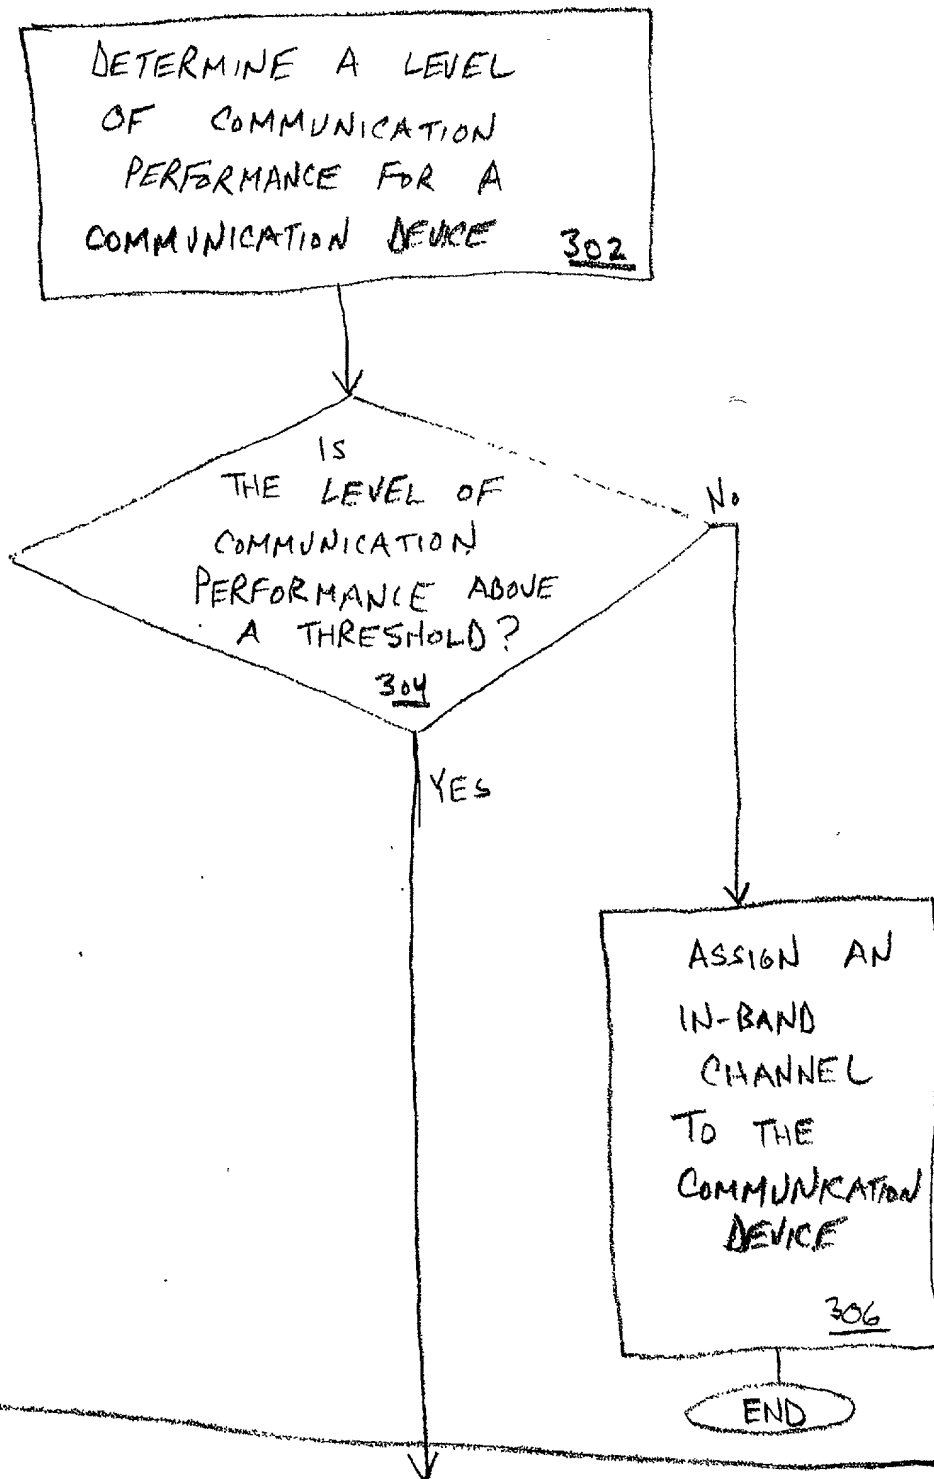 DETERMINE A LEVEL
OF COMMUNICATION
PERFORMANCE FOR A
COMMUNICATION DEVICE 302
IS
THE LEVEL OF
COMMUNICATION
PERFORMANCE ABOVE
A THRESHOLD?
304
NO
YES
ASSIGN AN
IN-BAND
CHANNEL
TO THE
COMMUNICATION
DEVICE
306
END